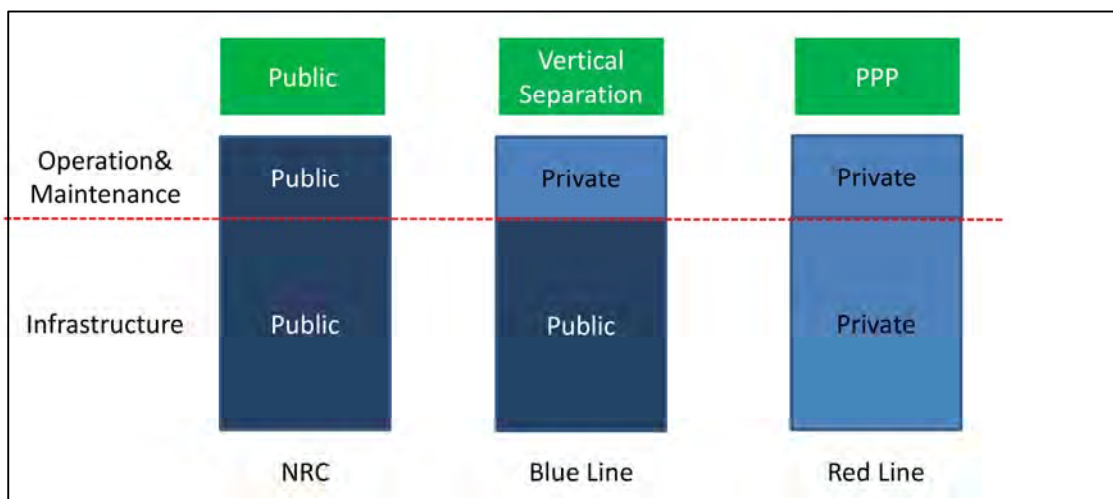 Public
Vertical
Separation
PPP
Operation&
Maintenance
Public
Private
Private
Infrastructure
Public
Public
Private
NRC
Blue Line
Red Line